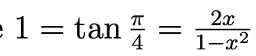 1 = tan π/4 = 2x/1−x²